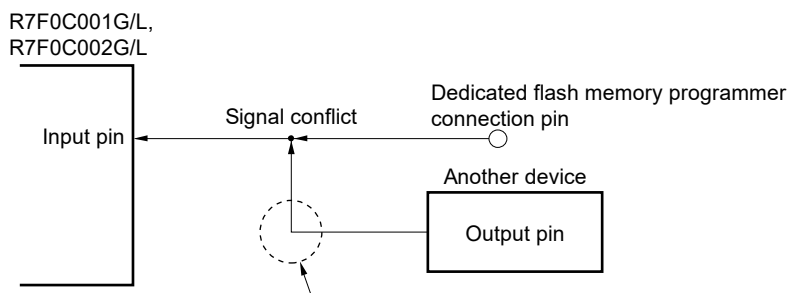 R7F0C001G/L,
R7F0C002G/L
Dedicated flash memory programmer
connection pin
Signal conflict
Input pin
Another device
Output pin